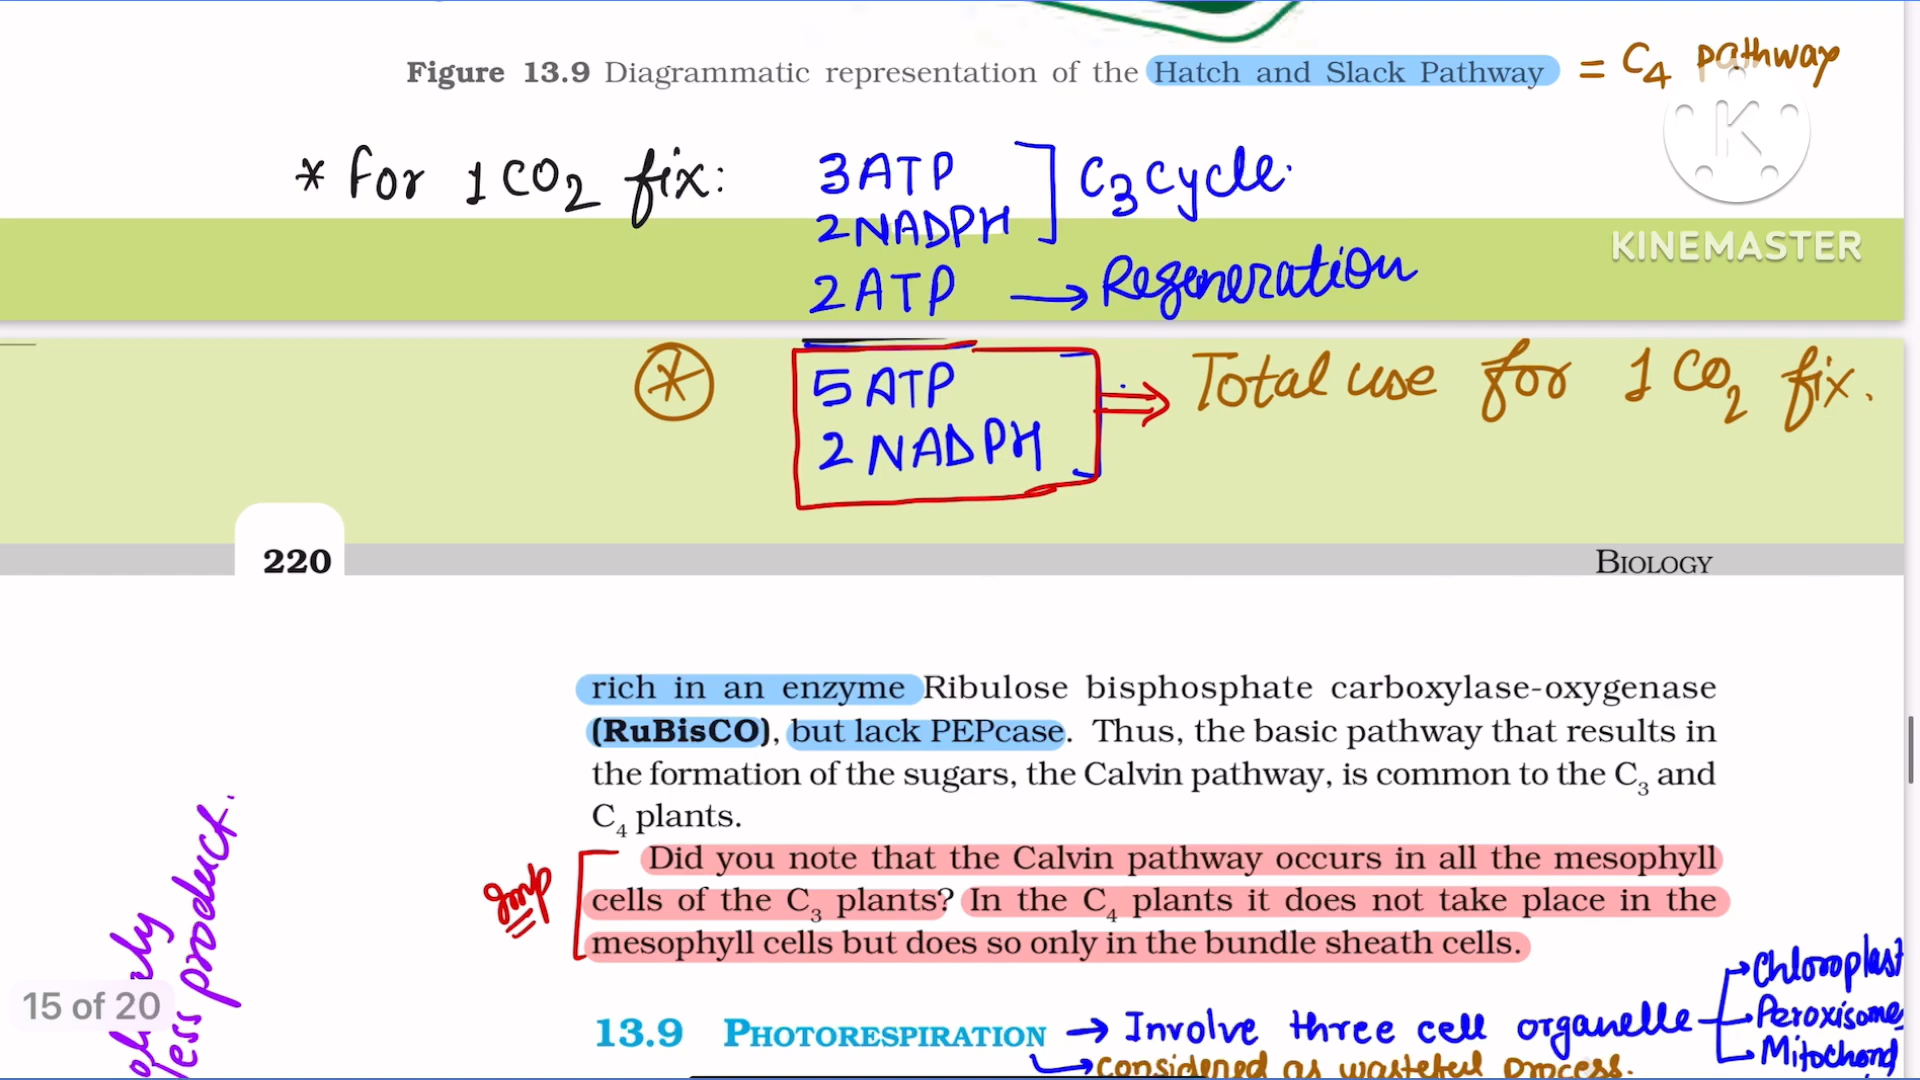 Figure 13.9 Diagrammatic representation of the Hatch and Slack Pathway = C4 pathway
* For 1 CO2 fix: 3 ATP ] C3 cycle.
2 NADPH
2 ATP → Regeneration
KINEMASTER
* 5 ATP ⇒ Total use for 1 CO2 fix.
2 NADPH
220
BIOLOGY
rich in an enzyme Ribulose bisphosphate carboxylase-oxygenase
(RuBisCO), but lack PEPcase. Thus, the basic pathway that results in
the formation of the sugars, the Calvin pathway, is common to the C3 and
C4 plants.
Imp
Did you note that the Calvin pathway occurs in all the mesophyll
cells of the C3 plants? In the C4 plants it does not take place in the
mesophyll cells but does so only in the bundle sheath cells.
product.
15 of 20
13.9 PHOTORESPIRATION → Involve three cell organelle
→ Chloroplast
→ Peroxisome
→ Mitochond
→ considered as wasteful process.